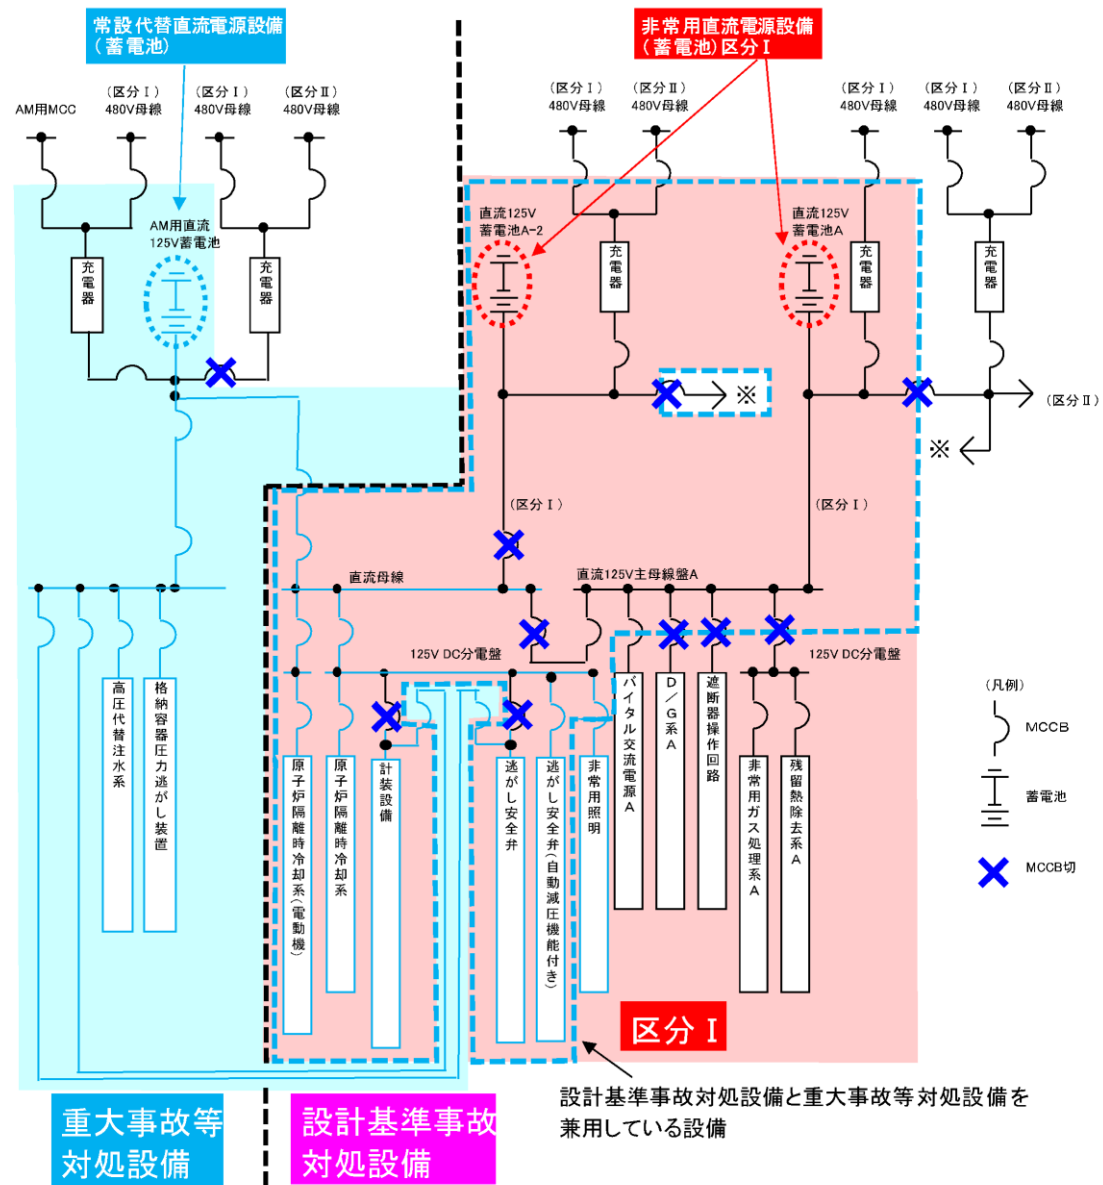 常設代替直流電源設備
(蓄電池)
非常用直流電源設備
(蓄電池)区分Ⅰ
AM用MCC
(区分Ⅰ)
480V母線
(区分Ⅰ)
480V母線
(区分Ⅱ)
480V母線
(区分Ⅰ)
480V母線
(区分Ⅱ)
480V母線
(区分Ⅰ)
480V母線
(区分Ⅰ)
480V母線
(区分Ⅱ)
480V母線
AM用直流
125V蓄電池
直流125V
蓄電池A-2
直流125V
蓄電池A
充電器
充電器
充電器
充電器
充電器
※
(区分Ⅱ)
※
(区分Ⅰ)
(区分Ⅰ)
直流母線
直流125V主母線盤A
125V DC分電盤
125V DC分電盤
高圧代替注水系
格納容器圧力逃がし装置
原子炉隔離時冷却系(電動機)
原子炉隔離時冷却系
計装設備
逃がし安全弁
逃がし安全弁(自動減圧機能付き)
非常用照明
バイタル交流電源A
D/G系A
遮断器操作回路
非常用ガス処理系A
残留熱除去系A
(凡例)
MCCB
蓄電池
MCCB切
区分Ⅰ
設計基準事故対処設備と重大事故等対処設備を
兼用している設備
重大事故等
対処設備
設計基準事故
対処設備